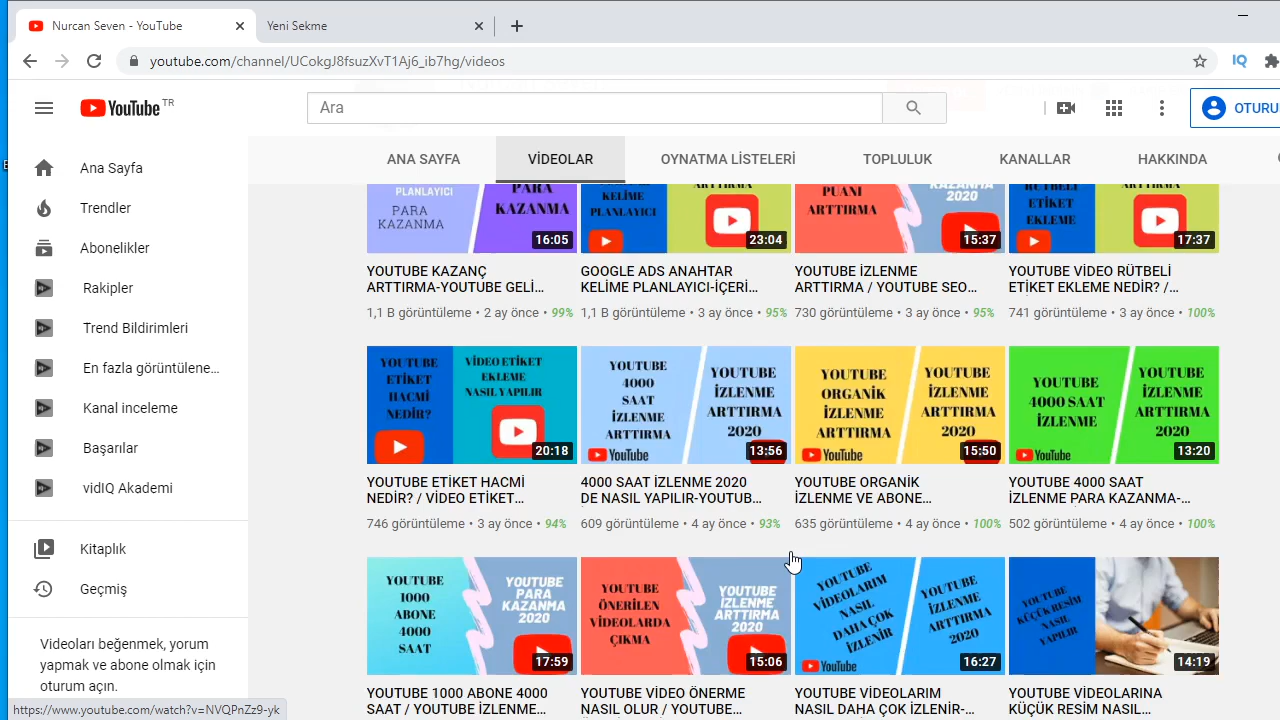 Nurcan Seven - YouTube
Yeni Sekme
youtube.com/channel/UCokgJ8fsuzXvT1Aj6_ib7hg/videos
IQ
YouTube TR
Ara
OTURU
ANA SAYFA
VİDEOLAR
OYNATMA LİSTELERİ
TOPLULUK
KANALLAR
HAKKINDA
Ana Sayfa
Trendler
Abonelikler
Rakipler
Trend Bildirimleri
En fazla görüntülene...
Kanal inceleme
Başarılar
vidIQ Akademi
Kitaplık
Geçmiş
Videoları beğenmek, yorum
yapmak ve abone olmak için
oturum açın.
PLANLAYICI
PARA
KAZANMA
PARA
KAZANMA
16:05
YOUTUBE KAZANÇ
ARTTIRMA-YOUTUBE GELİ...
1,1 B görüntüleme • 2 ay önce • 99%
KELİME
PLANLAYICI
ARTTIRMA
23:04
GOOGLE ADS ANAHTAR
KELİME PLANLAYICI-İÇERİ...
1,1 B görüntüleme • 3 ay önce • 95%
PUANI
ARTTIRMA
KAZANMA
2020
15:37
YOUTUBE İZLENME
ARTTIRMA / YOUTUBE SEO...
730 görüntüleme • 3 ay önce • 95%
RÜTBELİ
ETİKET
EKLEME
ARTTIRMA
17:37
YOUTUBE VİDEO RÜTBELİ
ETİKET EKLEME NEDİR? /...
741 görüntüleme • 3 ay önce • 100%
YOUTUBE
ETİKET
HACMİ
NEDİR?
VİDEO ETİKET
EKLEME
NASIL YAPILIR
20:18
YOUTUBE ETİKET HACMİ
NEDİR? / VİDEO ETİKET...
746 görüntüleme • 3 ay önce • 94%
YOUTUBE
4000
SAAT
İZLENME
ARTTIRMA
YOUTUBE
İZLENME
ARTTIRMA
2020
YouTube
13:56
4000 SAAT İZLENME 2020
DE NASIL YAPILIR-YOUTUB...
609 görüntüleme • 4 ay önce • 93%
YOUTUBE
ORGANİK
İZLENME
ARTTIRMA
YOUTUBE
İZLENME
ARTTIRMA
2020
YouTube
15:50
YOUTUBE ORGANİK
İZLENME VE ABONE...
635 görüntüleme • 4 ay önce • 100%
YOUTUBE
4000 SAAT
İZLENME
YOUTUBE
İZLENME
ARTTIRMA
2020
YouTube
13:20
YOUTUBE 4000 SAAT
İZLENME PARA KAZANMA-...
502 görüntüleme • 4 ay önce • 100%
YOUTUBE
1000
ABONE
4000
SAAT
YOUTUBE
PARA
KAZANMA
2020
17:59
YOUTUBE 1000 ABONE 4000
SAAT / YOUTUBE İZLENME...
YOUTUBE
ÖNERİLEN
VİDEOLARDA
ÇIKMA
YOUTUBE
İZLENME
ARTTIRMA
2020
15:06
YOUTUBE VİDEO ÖNERME
NASIL OLUR / YOUTUBE...
YOUTUBE
VİDEOLARIM
NASIL
DAHA ÇOK
İZLENİR
YOUTUBE
İZLENME
ARTTIRMA
2020
YouTube
16:27
YOUTUBE VİDEOLARIM
NASIL DAHA ÇOK İZLENİR-...
YOUTUBE
KÜÇÜK RESİM
NASIL
YAPILIR
14:19
YOUTUBE VİDEOLARINA
KÜÇÜK RESİM NASIL...
https://www.youtube.com/watch?v=NVQPnZz9-yk